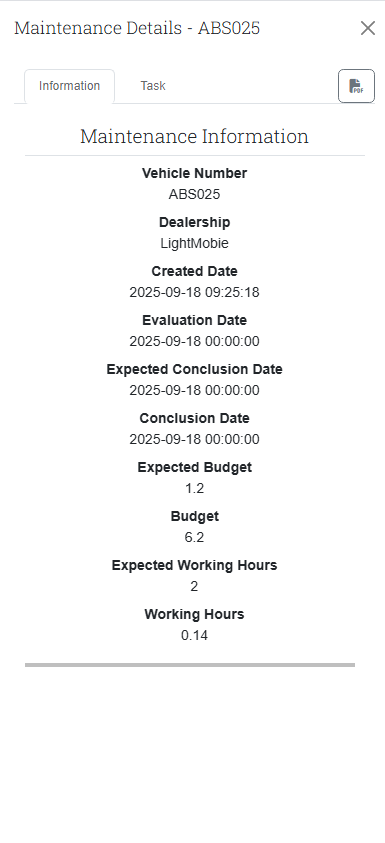 Maintenance Details - ABS025
Information
Task
PDF
Maintenance Information
Vehicle Number
ABS025
Dealership
LightMobie
Created Date
2025-09-18 09:25:18
Evaluation Date
2025-09-18 00:00:00
Expected Conclusion Date
2025-09-18 00:00:00
Conclusion Date
2025-09-18 00:00:00
Expected Budget
1.2
Budget
6.2
Expected Working Hours
2
Working Hours
0.14